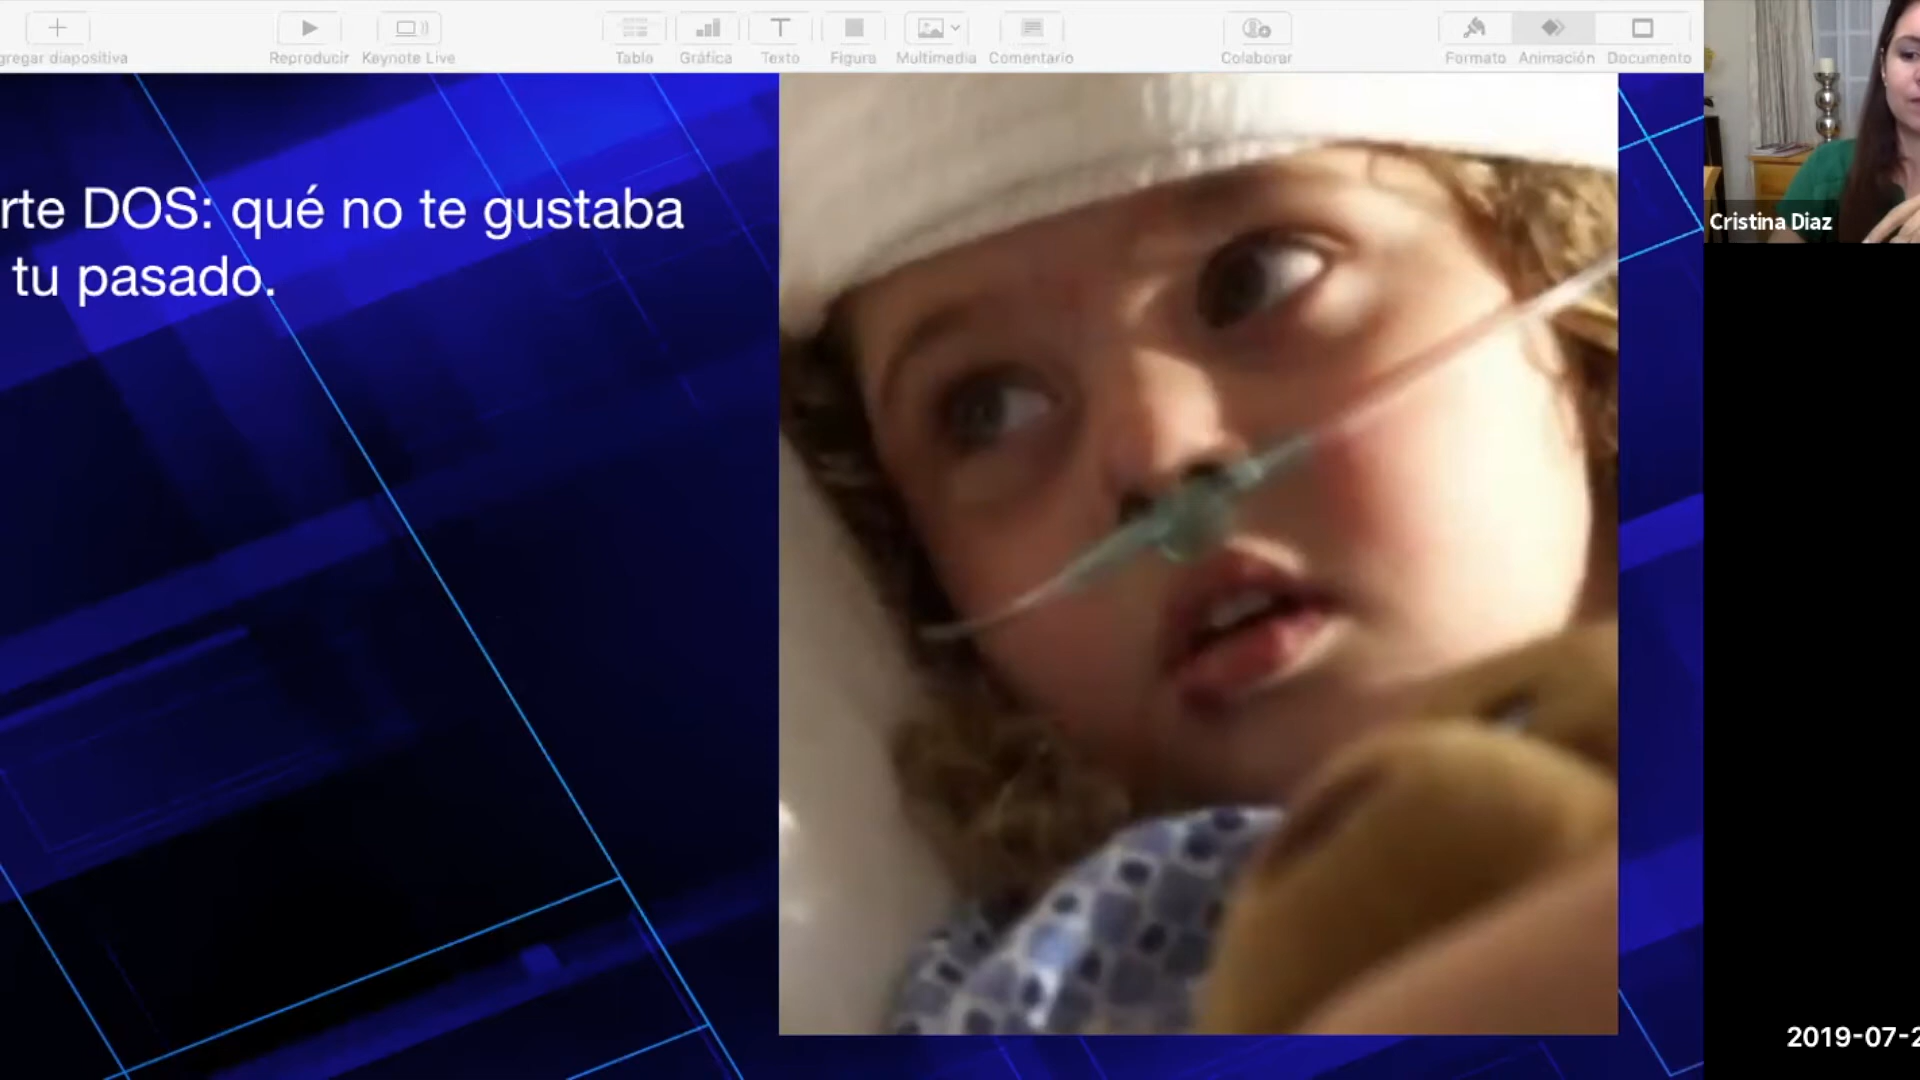 gregar diapositiva
Reproducir
Keynote Live
Tabla
Gráfica
Texto
Figura
Multimedia
Comentario
Colaborar
Formato
Animación
Documento
rte DOS: qué no te gustaba
tu pasado.
Cristina Diaz
2019-07-2